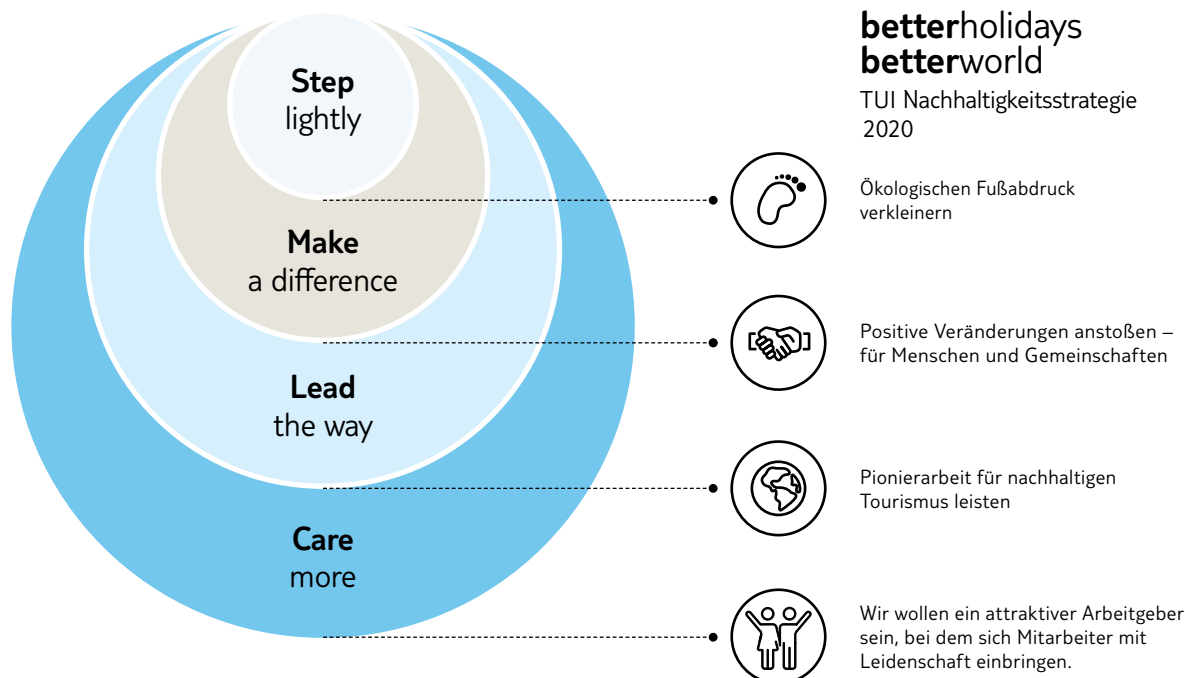 Step
lightly
Make
a difference
Lead
the way
Care
more
betterholidays
betterworld
TUI Nachhaltigkeitsstrategie
2020
Ökologischen Fußabdruck
verkleinern
Positive Veränderungen anstoßen –
für Menschen und Gemeinschaften
Pionierarbeit für nachhaltigen
Tourismus leisten
Wir wollen ein attraktiver Arbeitgeber
sein, bei dem sich Mitarbeiter mit
Leidenschaft einbringen.